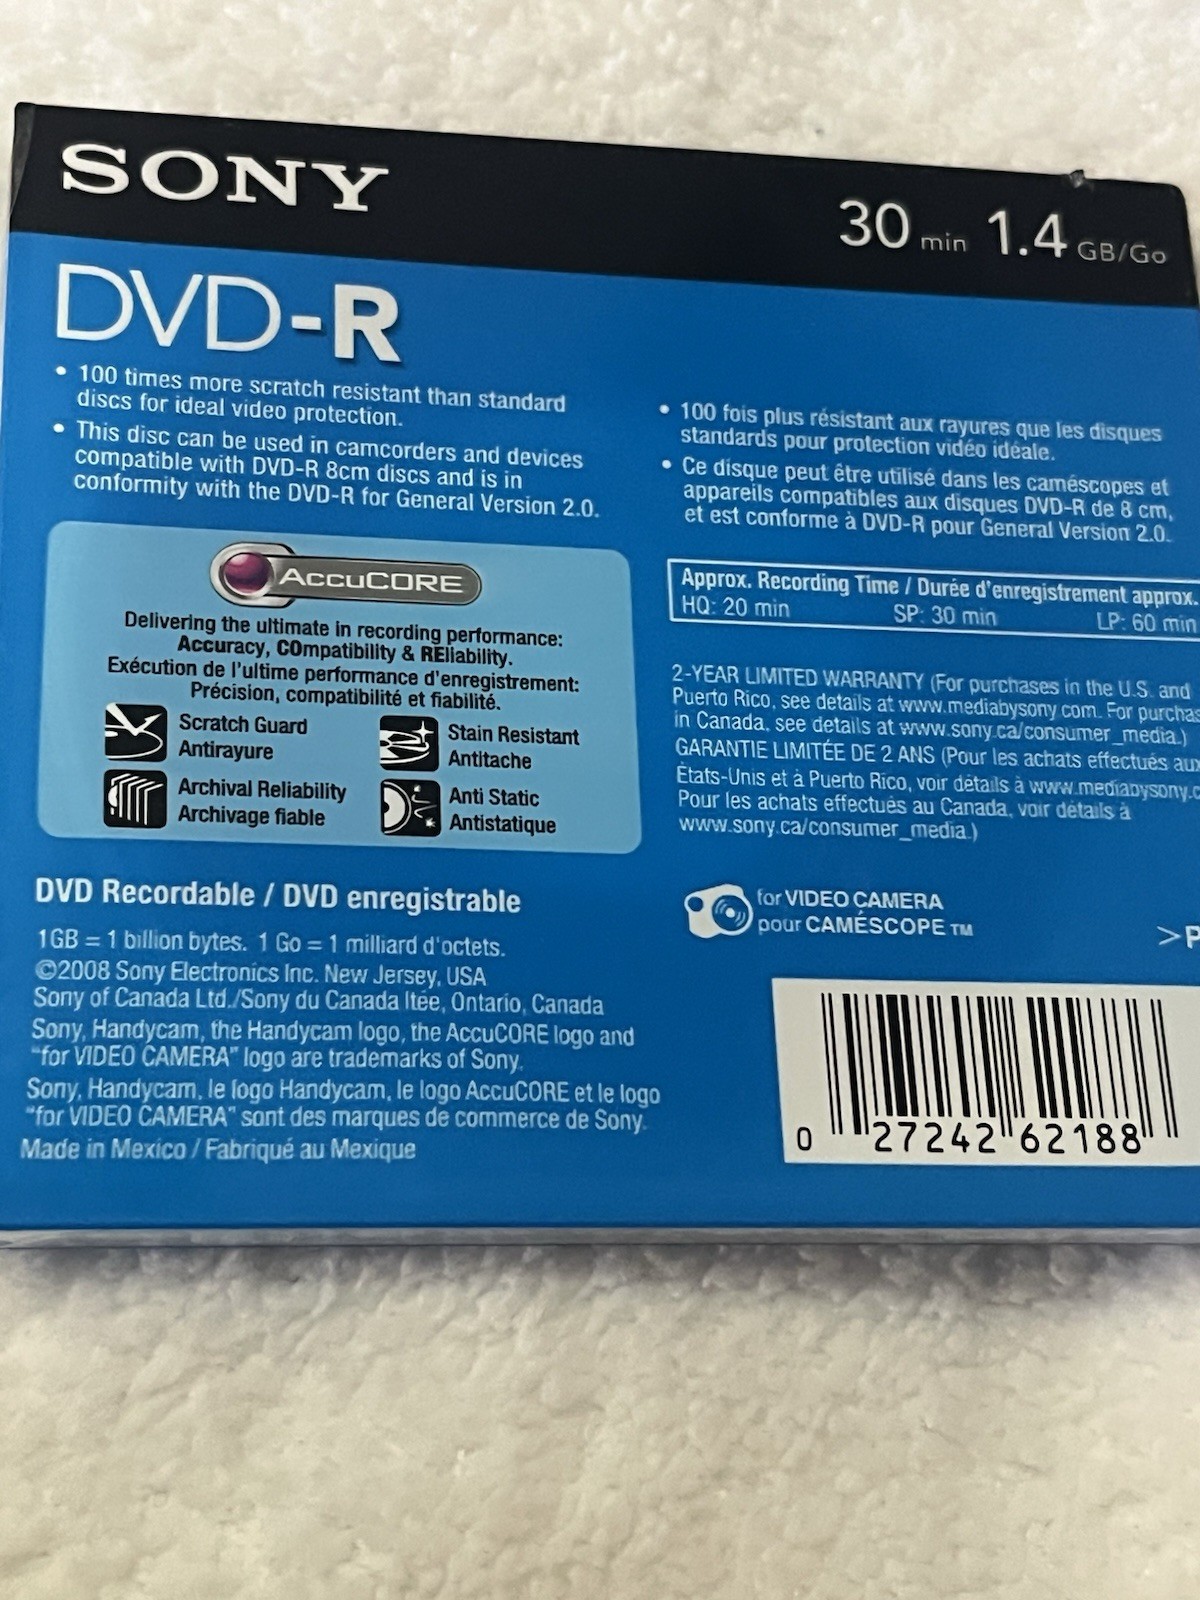 SONY
30 min 1.4 GB/Go
DVD-R
• 100 times more scratch resistant than standard
discs for ideal video protection.
• This disc can be used in camcorders and devices
compatible with DVD-R 8cm discs and is in
conformity with the DVD-R for General Version 2.0.
• 100 fois plus résistant aux rayures que les disques
standards pour protection vidéo idéale.
• Ce disque peut être utilisé dans les caméscopes et
appareils compatibles aux disques DVD-R de 8 cm,
et est conforme à DVD-R pour General Version 2.0.
AccuCORE
Delivering the ultimate in recording performance:
Accuracy, COmpatibility & REliability.
Exécution de l'ultime performance d'enregistrement:
Précision, compatibilité et fiabilité.
Scratch Guard
Antirayure
Stain Resistant
Antitache
Archival Reliability
Archivage fiable
Anti Static
Antistatique
Approx. Recording Time / Durée d'enregistrement approx.
HQ: 20 min SP: 30 min LP: 60 min
2-YEAR LIMITED WARRANTY (For purchases in the U.S. and
Puerto Rico, see details at www.mediabysony.com. For
in Canada, see details at www.sony.ca/consumer_media.)
GARANTIE LIMITÉE DE 2 ANS (Pour les achats effectués
États-Unis et à Puerto Rico, voir détails à
Pour les achats effectués au Canada, voir détails à
www.sony.ca/consumer_media.)
DVD Recordable / DVD enregistrable
1GB = 1 billion bytes. 1 Go = 1 milliard d'octets.
©2008 Sony Electronics Inc. New Jersey, USA
Sony of Canada Ltd./Sony du Canada ltée, Ontario, Canada
Sony, Handycam, the Handycam logo, the AccuCORE logo and
"for VIDEO CAMERA" logo are trademarks of Sony.
Sony, Handycam, le logo Handycam, le logo AccuCORE et le logo
"for VIDEO CAMERA" sont des marques de commerce de Sony.
Made in Mexico / Fabriqué au Mexique
for VIDEO CAMERA
pour CAMÉSCOPE TM
>P
0 27242 62188